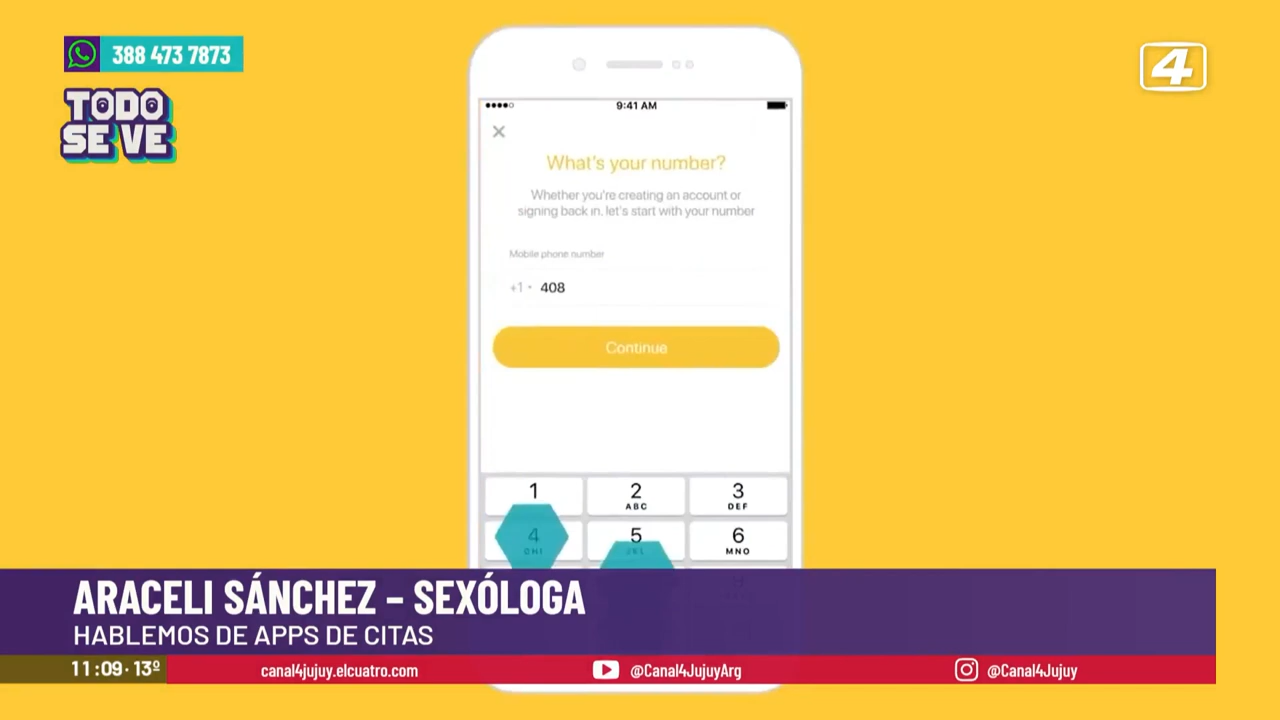 388 473 7873
TODO
SE VE
4
9:41 AM
What's your number?
Whether you're creating an account or
signing back in, let's start with your number
Mobile phone number
+1 408
Continue
1
2
ABC
3
DEF
4
GHI
5
JKL
6
MNO
ARACELI SÁNCHEZ – SEXÓLOGA
HABLEMOS DE APPS DE CITAS
11:09 · 13º
canal4jujuy.elcuatro.com
@Canal4JujuyArg
@Canal4Jujuy